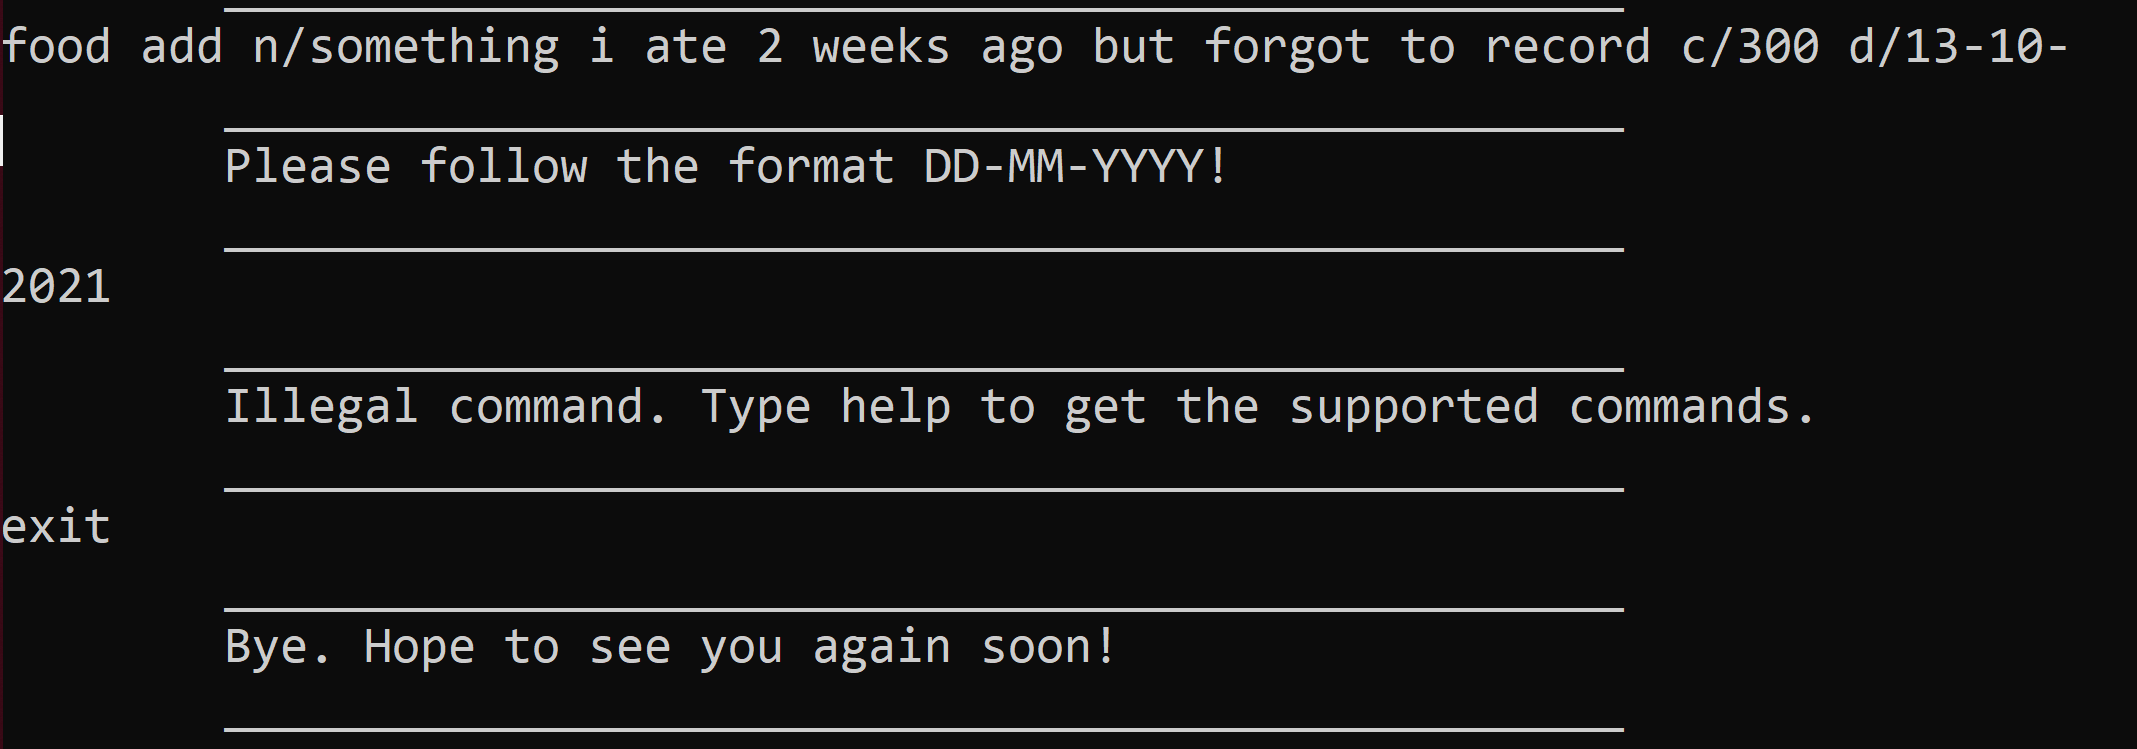 food add n/something i ate 2 weeks ago but forgot to record c/300 d/13-10-
Please follow the format DD-MM-YYYY!
2021
Illegal command. Type help to get the supported commands.
exit
Bye. Hope to see you again soon!